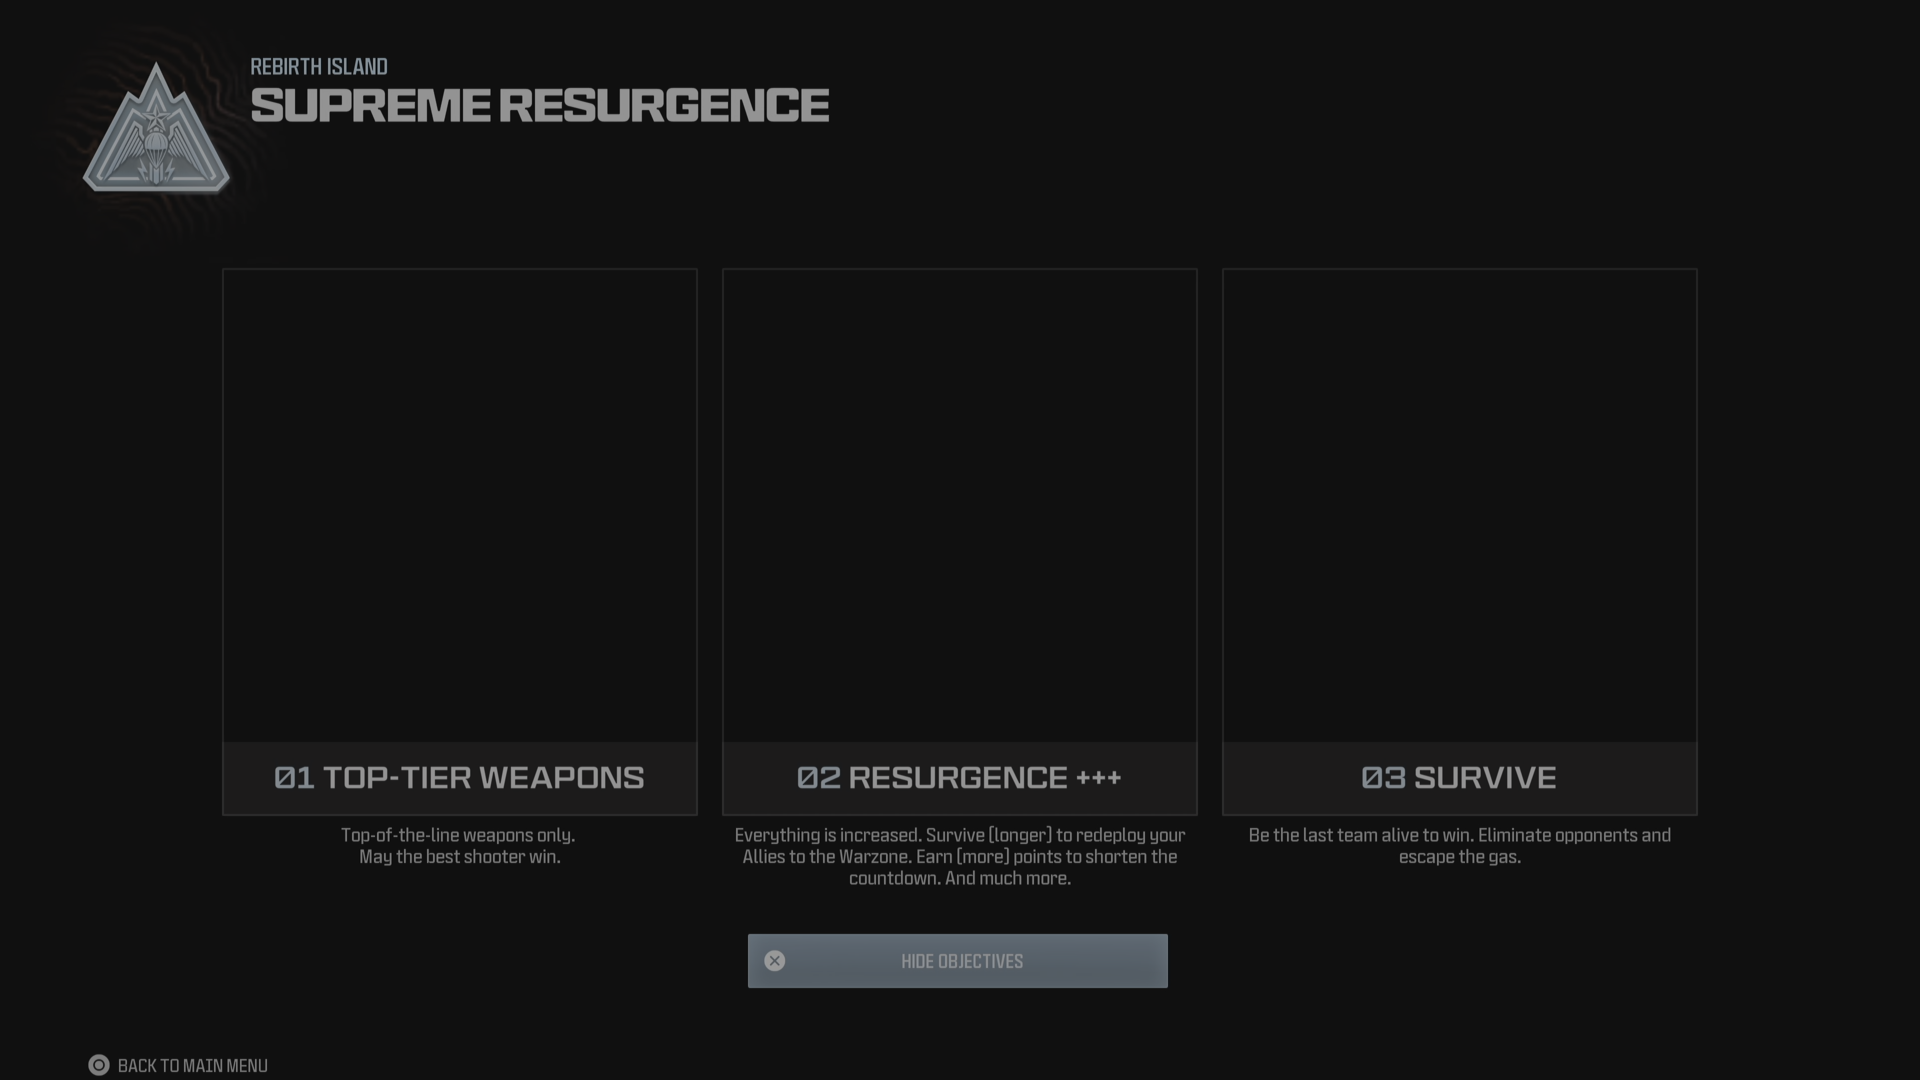 REBIRTH ISLAND
SUPREME RESURGENCE
01 TOP-TIER WEAPONS
Top-of-the-line weapons only.
May the best shooter win.
02 RESURGENCE +++
Everything is increased. Survive (longer) to redeploy your
Allies to the Warzone. Earn (more) points to shorten the
countdown. And much more.
03 SURVIVE
Be the last team alive to win. Eliminate opponents and
escape the gas.
HIDE OBJECTIVES
BACK TO MAIN MENU